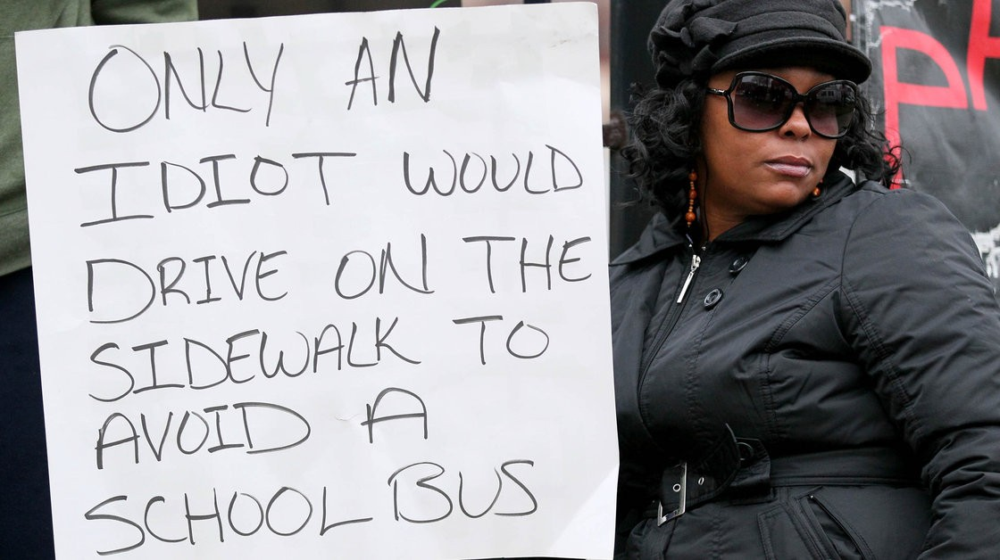 ONLY AN
IDIOT WOULD
DRIVE ON THE
SIDEWALK TO
AVOID A
SCHOOL BUS